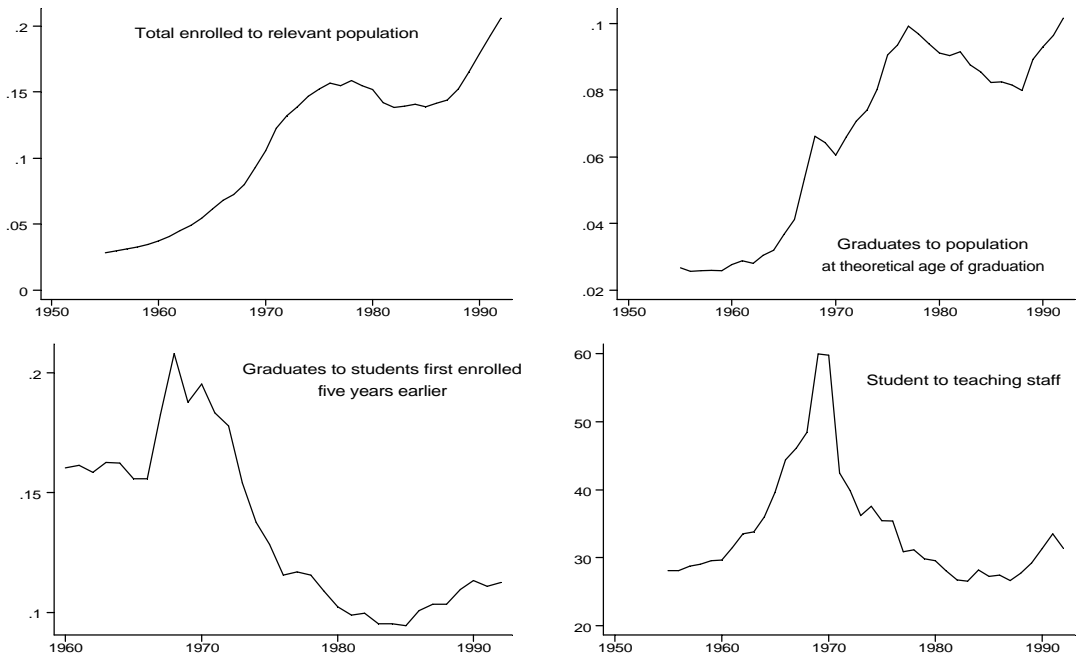 Total enrolled to relevant population
.2
.15
.1
.05
0
1950 1960 1970 1980 1990
Graduates to population
at theoretical age of graduation
.1
.08
.06
.04
.02
1950 1960 1970 1980 1990
Graduates to students first enrolled
five years earlier
.2
.15
.1
1960 1970 1980 1990
Student to teaching staff
60
50
40
30
20
1950 1960 1970 1980 1990